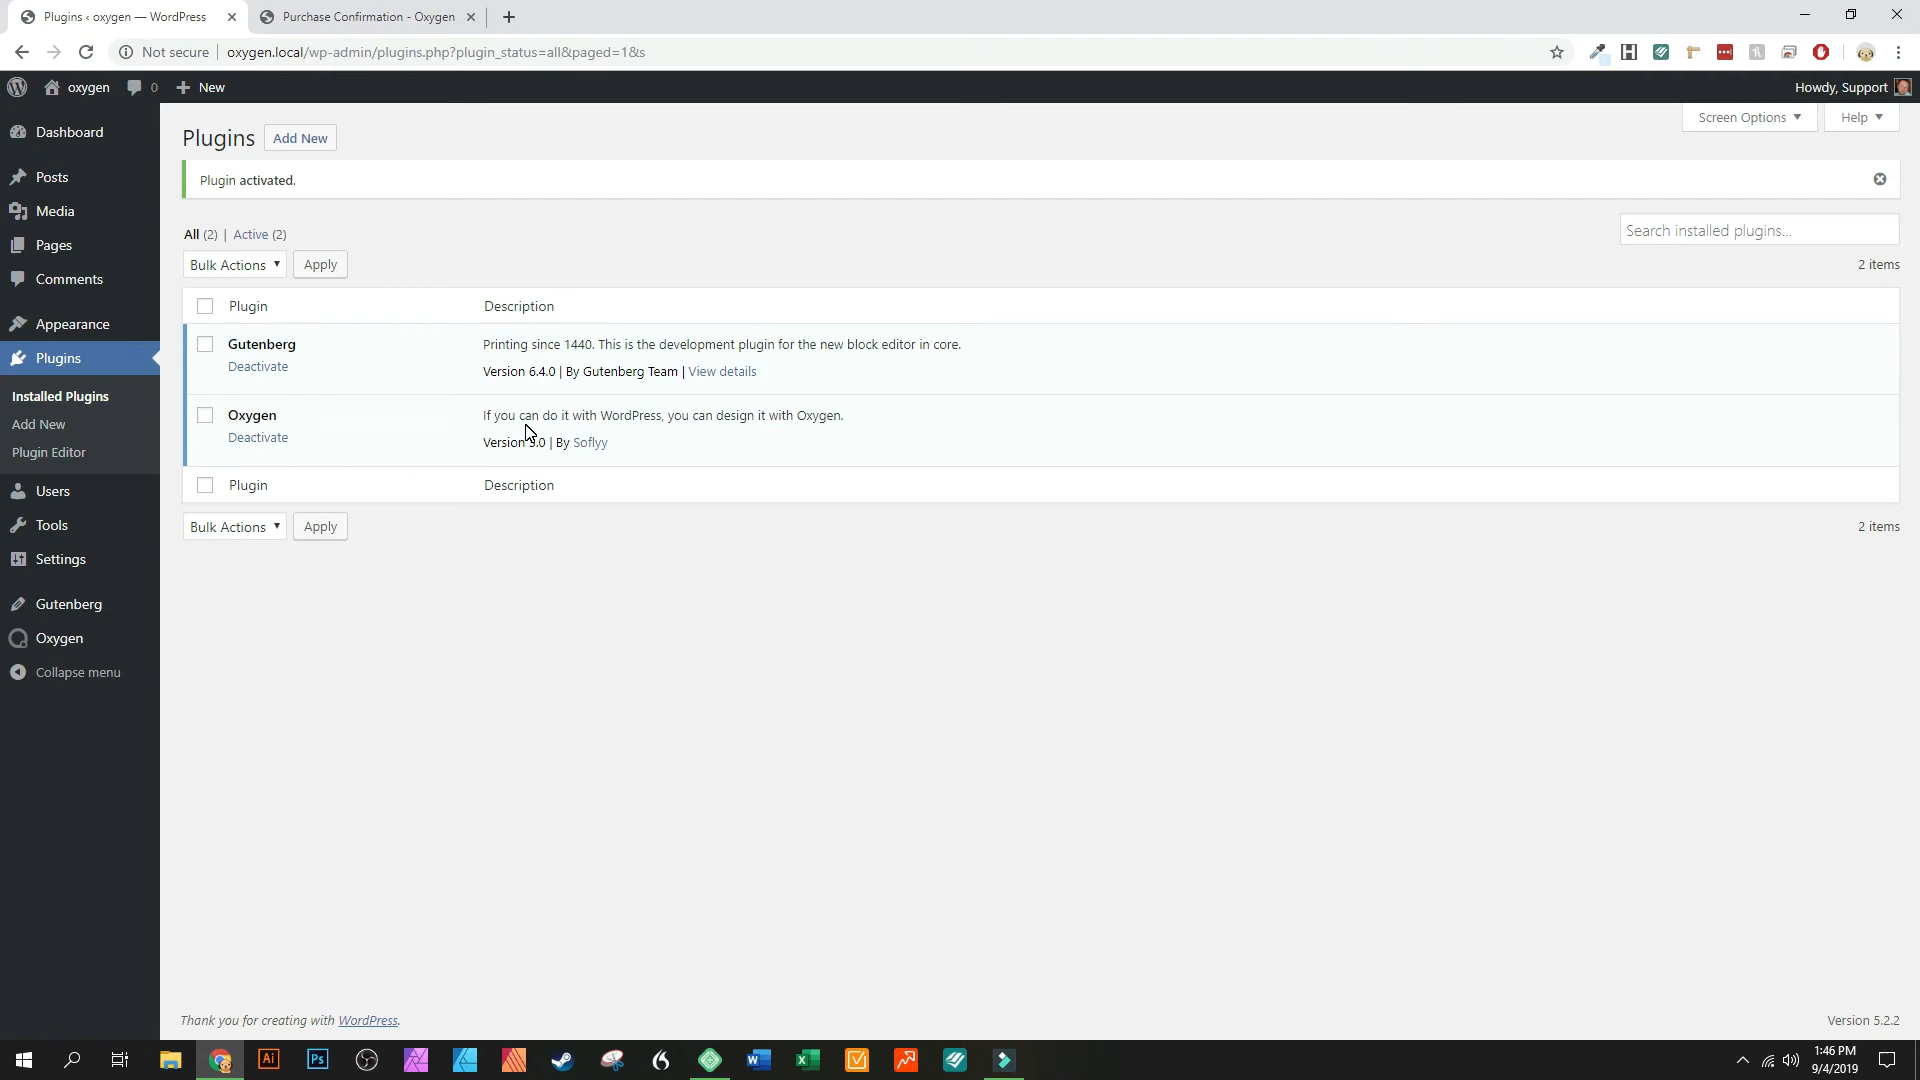 Plugins ‹ oxygen — WordPress
Purchase Confirmation - Oxygen
Not secure
oxygen.local/wp-admin/plugins.php?plugin_status=all&paged=1&s
oxygen
0
New
Howdy, Support
Dashboard
Posts
Media
Pages
Comments
Appearance
Plugins
Installed Plugins
Add New
Plugin Editor
Users
Tools
Settings
Gutenberg
Oxygen
Collapse menu
Screen Options
Help
Plugins
Add New
Plugin activated.
All (2) | Active (2)
Search installed plugins...
Bulk Actions
Apply
2 items
Plugin
Description
Gutenberg
Printing since 1440. This is the development plugin for the new block editor in core.
Deactivate
Version 6.4.0 | By Gutenberg Team | View details
Oxygen
If you can do it with WordPress, you can design it with Oxygen.
Deactivate
Version | By Soflyy
Plugin
Description
Bulk Actions
Apply
2 items
Thank you for creating with WordPress.
Version 5.2.2
Ai
Ps
1:46 PM
9/4/2019